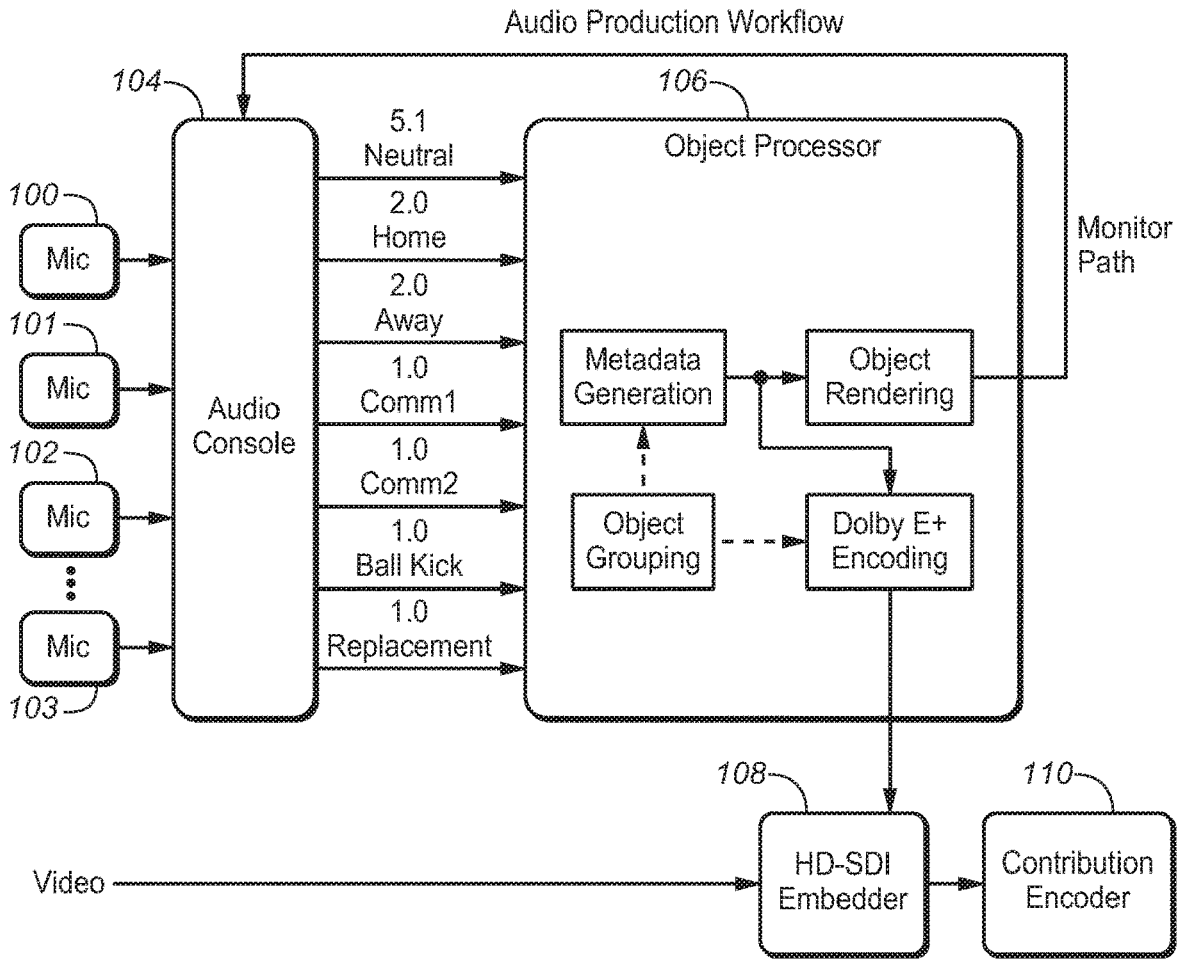 Audio Production Workflow
104
106
5.1
Neutral
Object Processor
100
Mic
2.0
Home
Monitor
Path
2.0
Away
101
Mic
Metadada
Generation
Object
Rendering
1.0
Comm1
Audio
Console
102
Mic
1.0
Comm2
Object
Grouping
Dolby E+
Encoding
1.0
Ball Kick
Mic
103
1.0
Replacement
108
110
Video
HD-SDI
Embedder
Contribution
Encoder